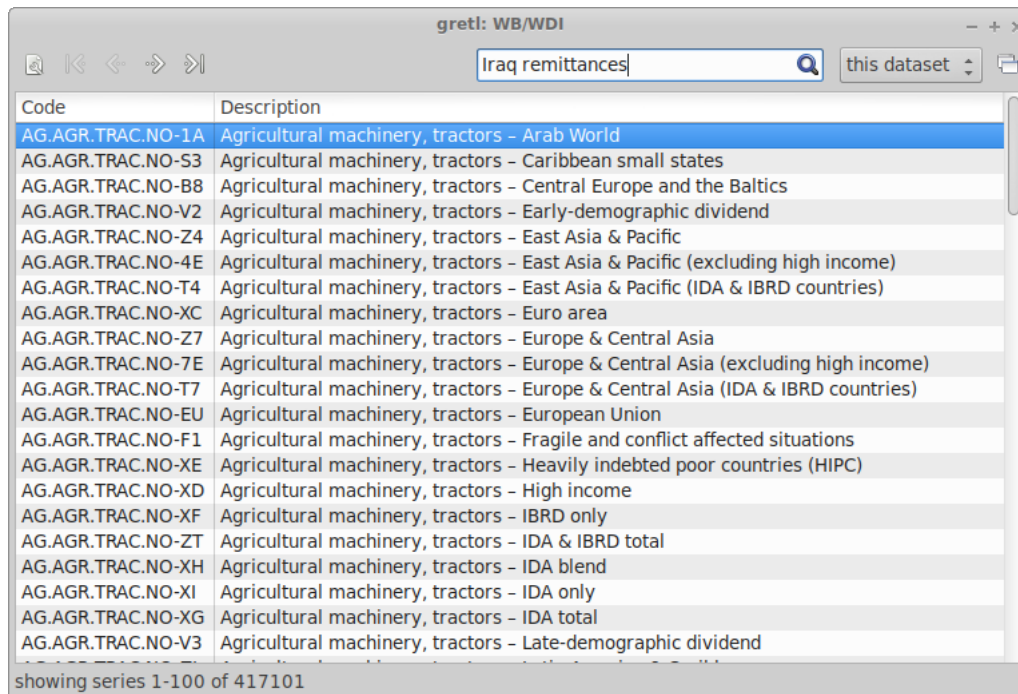 gretl: WB/WDI
Iraq remittances this dataset
Code Description
AG.AGR.TRAC.NO-1A Agricultural machinery, tractors – Arab World
AG.AGR.TRAC.NO-S3 Agricultural machinery, tractors – Caribbean small states
AG.AGR.TRAC.NO-B8 Agricultural machinery, tractors – Central Europe and the Baltics
AG.AGR.TRAC.NO-V2 Agricultural machinery, tractors – Early-demographic dividend
AG.AGR.TRAC.NO-Z4 Agricultural machinery, tractors – East Asia & Pacific
AG.AGR.TRAC.NO-4E Agricultural machinery, tractors – East Asia & Pacific (excluding high income)
AG.AGR.TRAC.NO-T4 Agricultural machinery, tractors – East Asia & Pacific (IDA & IBRD countries)
AG.AGR.TRAC.NO-XC Agricultural machinery, tractors – Euro area
AG.AGR.TRAC.NO-Z7 Agricultural machinery, tractors – Europe & Central Asia
AG.AGR.TRAC.NO-7E Agricultural machinery, tractors – Europe & Central Asia (excluding high income)
AG.AGR.TRAC.NO-T7 Agricultural machinery, tractors – Europe & Central Asia (IDA & IBRD countries)
AG.AGR.TRAC.NO-EU Agricultural machinery, tractors – European Union
AG.AGR.TRAC.NO-F1 Agricultural machinery, tractors – Fragile and conflict affected situations
AG.AGR.TRAC.NO-XE Agricultural machinery, tractors – Heavily indebted poor countries (HIPC)
AG.AGR.TRAC.NO-XD Agricultural machinery, tractors – High income
AG.AGR.TRAC.NO-XF Agricultural machinery, tractors – IBRD only
AG.AGR.TRAC.NO-ZT Agricultural machinery, tractors – IDA & IBRD total
AG.AGR.TRAC.NO-XH Agricultural machinery, tractors – IDA blend
AG.AGR.TRAC.NO-XI Agricultural machinery, tractors – IDA only
AG.AGR.TRAC.NO-XG Agricultural machinery, tractors – IDA total
AG.AGR.TRAC.NO-V3 Agricultural machinery, tractors – Late-demographic dividend
showing series 1-100 of 417101